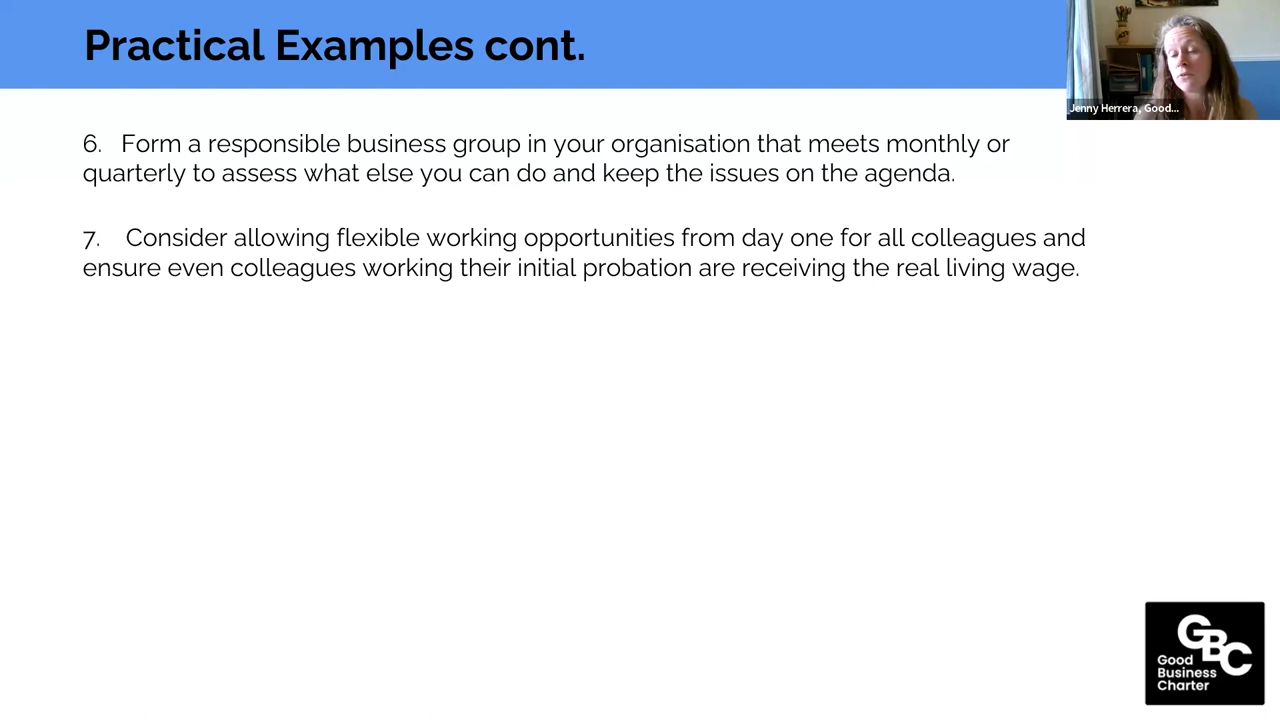 Practical Examples cont.
Jenny Herrera, Good...
6. Form a responsible business group in your organisation that meets monthly or
quarterly to assess what else you can do and keep the issues on the agenda.
7. Consider allowing flexible working opportunities from day one for all colleagues and
ensure even colleagues working their initial probation are receiving the real living wage.
GBC
Good
Business
Charter